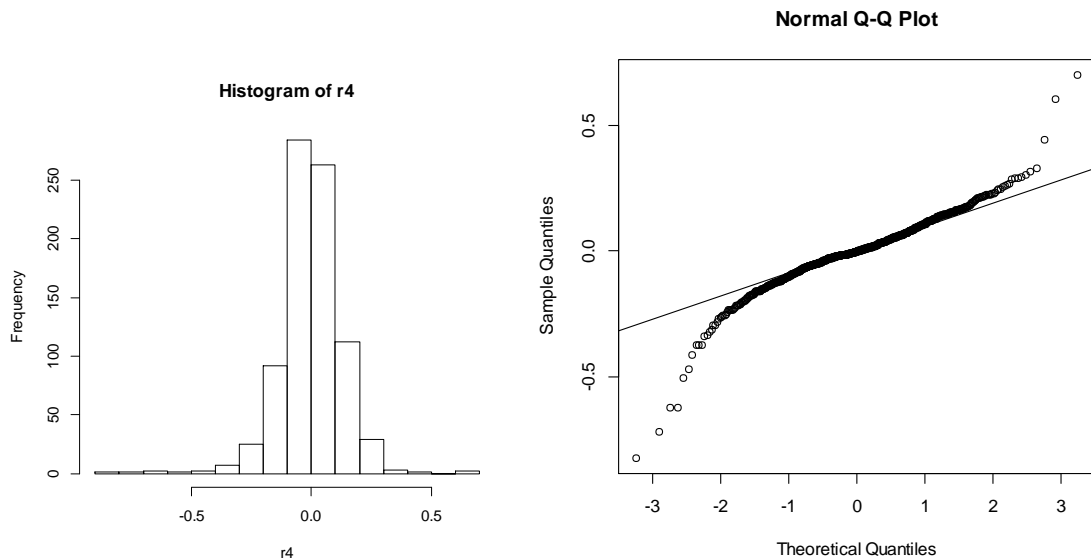 Histogram of r4
Frequency
250
200
150
100
50
0
-0.5 0.0 0.5
r4
Normal Q-Q Plot
Sample Quantiles
0.5
0.0
-0.5
-3 -2 -1 0 1 2 3
Theoretical Quantiles